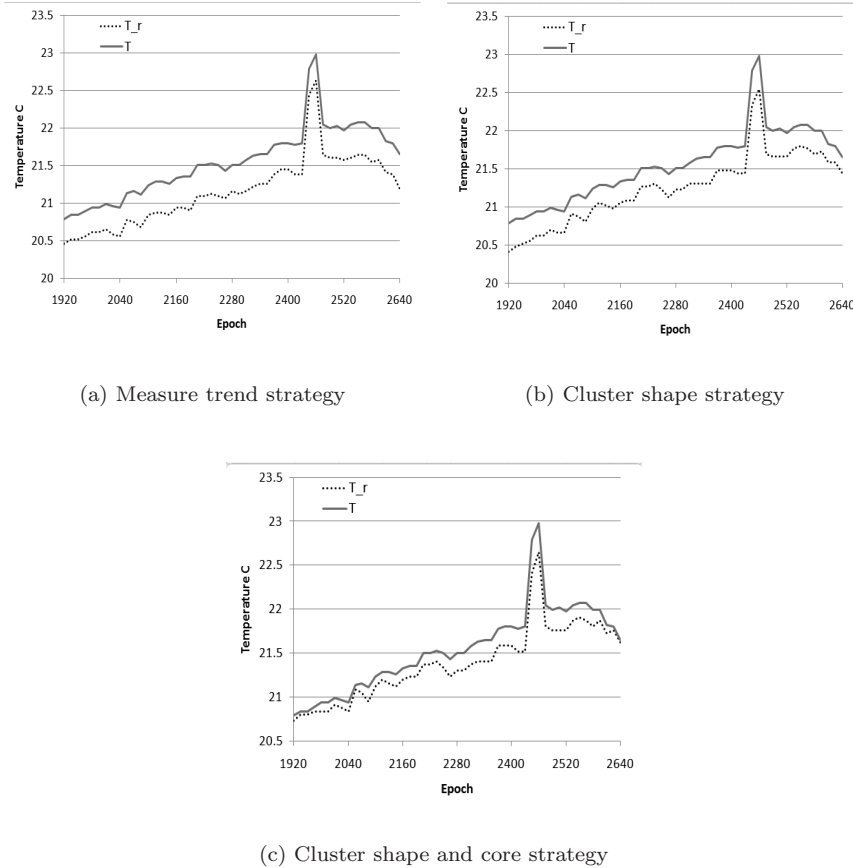 23.5
23
22.5
22
21.5
21
20.5
20
Temperature C
T_r
T
1920 2040 2160 2280 2400 2520 2640
Epoch
(a) Measure trend strategy
23.5
23
22.5
22
21.5
21
20.5
20
Temperature C
T_r
T
1920 2040 2160 2280 2400 2520 2640
Epoch
(b) Cluster shape strategy
23.5
23
22.5
22
21.5
21
20.5
Temperature C
T_r
T
1920 2040 2160 2280 2400 2520 2640
Epoch
(c) Cluster shape and core strategy